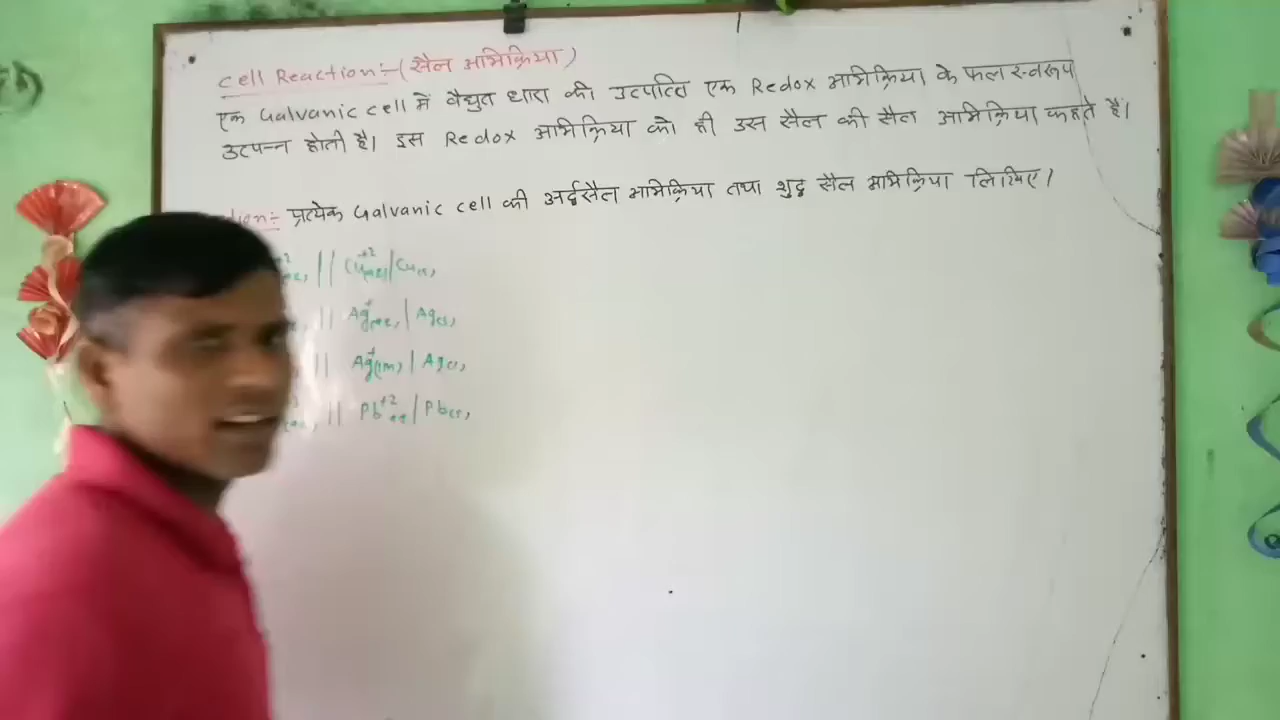 Cell Reaction:-(सैल अभिक्रिया)
एक Galvanic cell में वैधुत धारा की उत्पत्ति एक Redox अभिक्रिया के फलस्वरूप
उत्पन्न होती है। इस Redox अभिक्रिया को ही उस सैल की सैल अभिक्रिया कहते हैं।
प्रत्येक Galvanic cell की अर्द्धसैल अभिक्रिया तथा शुद्ध सैल अभिक्रिया लिखिए।
|| Cu+2(aq)|Cu(s)
|| Ag+(aq) | Ag(s)
|| Ag+(1M) | Ag(s)
|| Pb+2 aq | Pb(s)